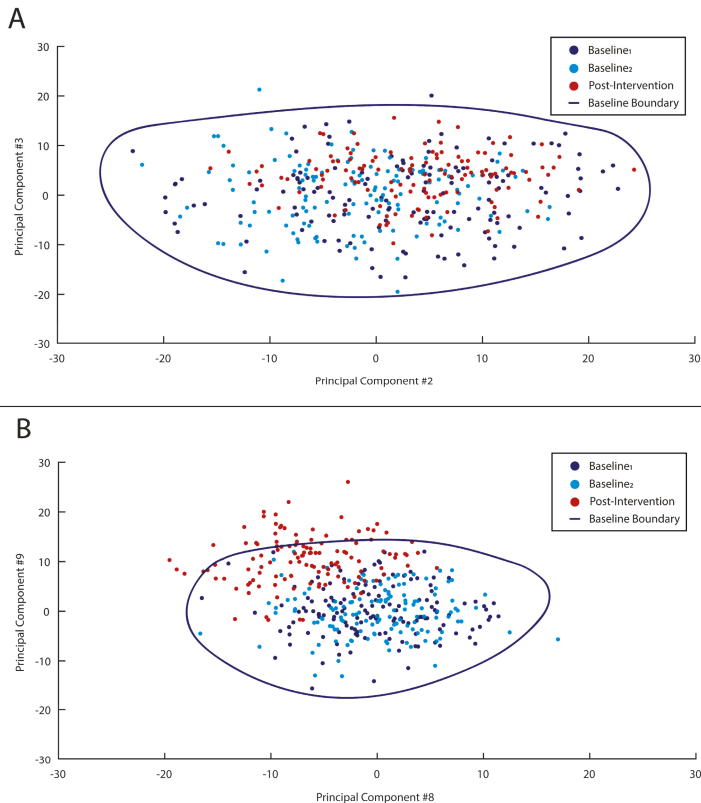 A
30
20
10
0
-10
-20
-30
Principal Component #3
-30
-20
-10
0
10
20
30
Principal Component #2
Baseline₁
Baseline₂
Post-Intervention
Baseline Boundary
B
30
20
10
0
-10
-20
-30
Principal Component #9
-30
-20
-10
0
10
20
30
Principal Component #8
Baseline₁
Baseline₂
Post-Intervention
Baseline Boundary